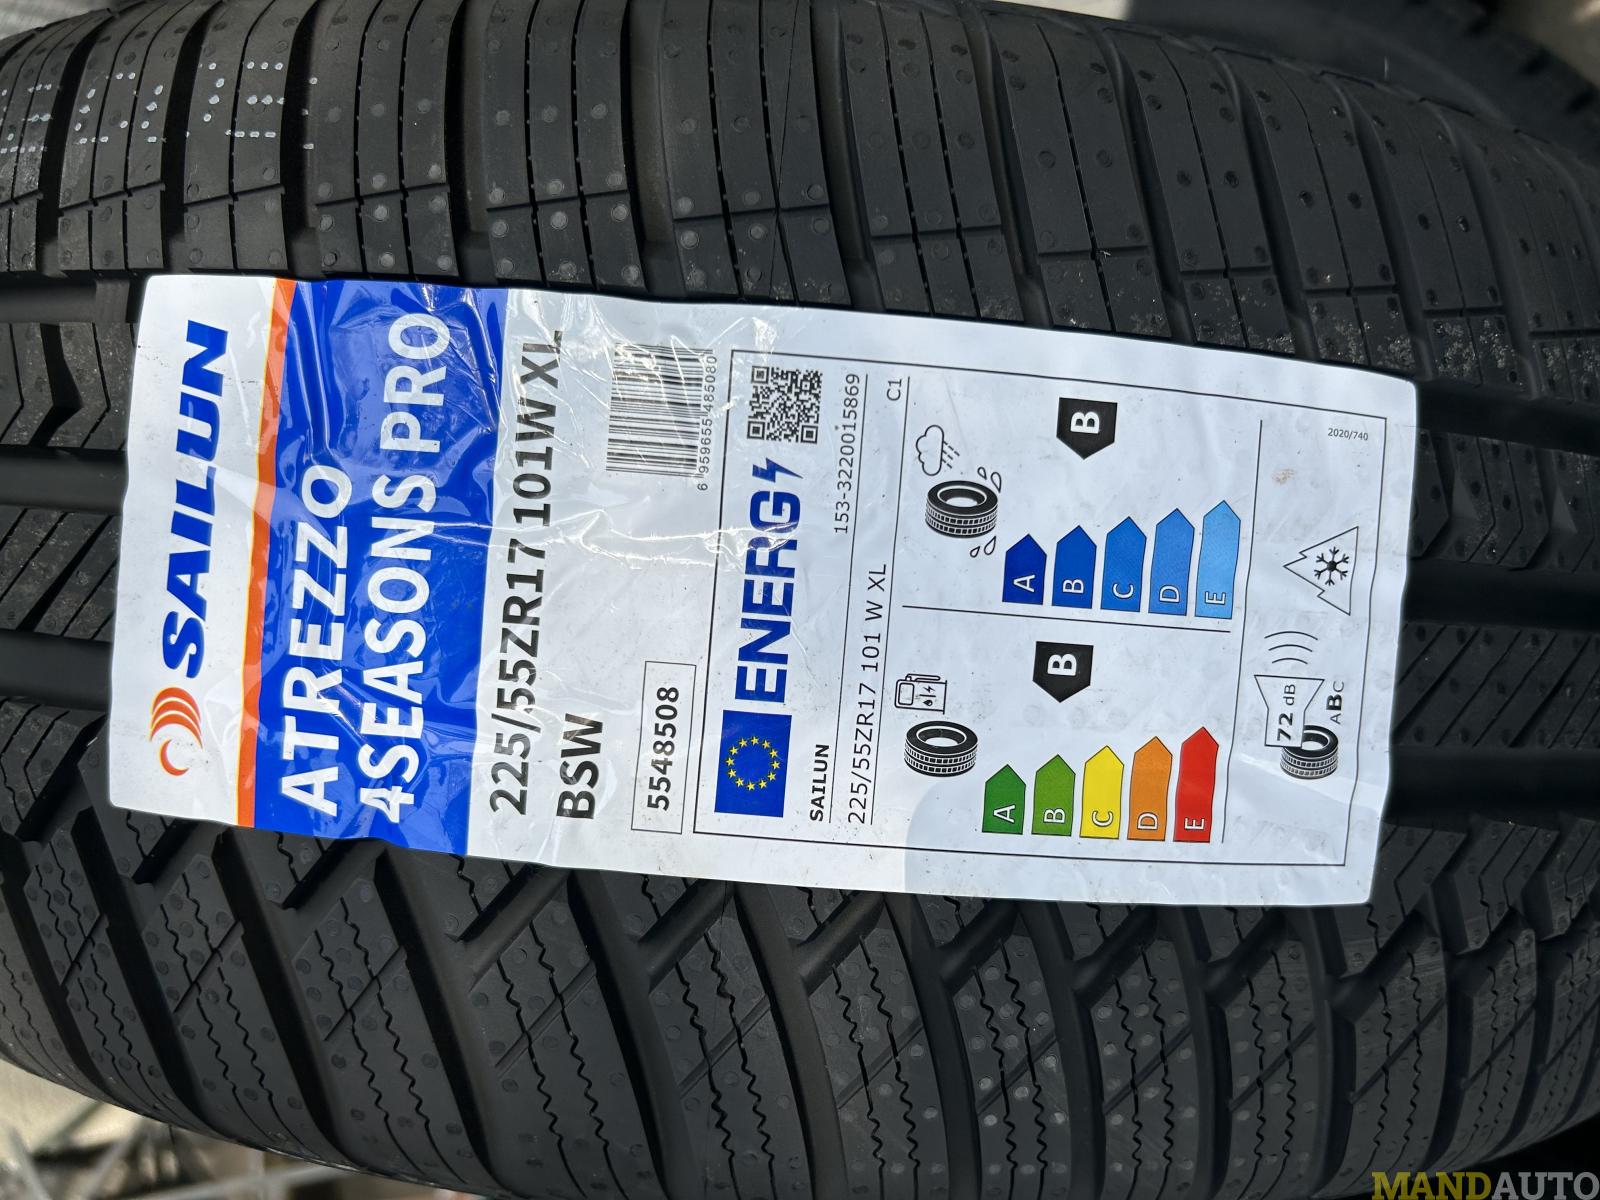 SAILUN
ATREZZO
4SEASONS PRO
225/55ZR17 101W XL
BSW
6 959655 485080
5548508
ENERG
SAILUN
153-3220015869
225/55ZR17 101 W XL
C1
A
B
C
D
E
B
A
B
C
D
E
B
72 dB
ABC
2020/740
MANDAUTO